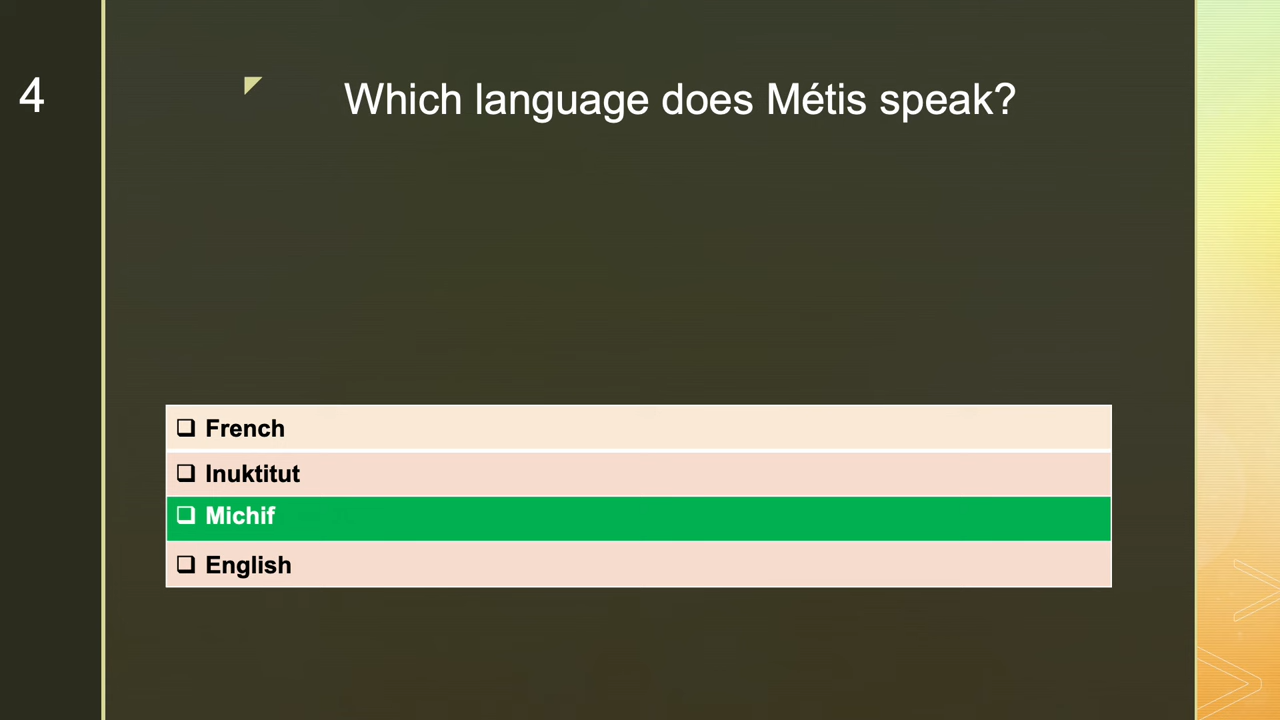 4
Which language does Métis speak?
French
Inuktitut
Michif
English